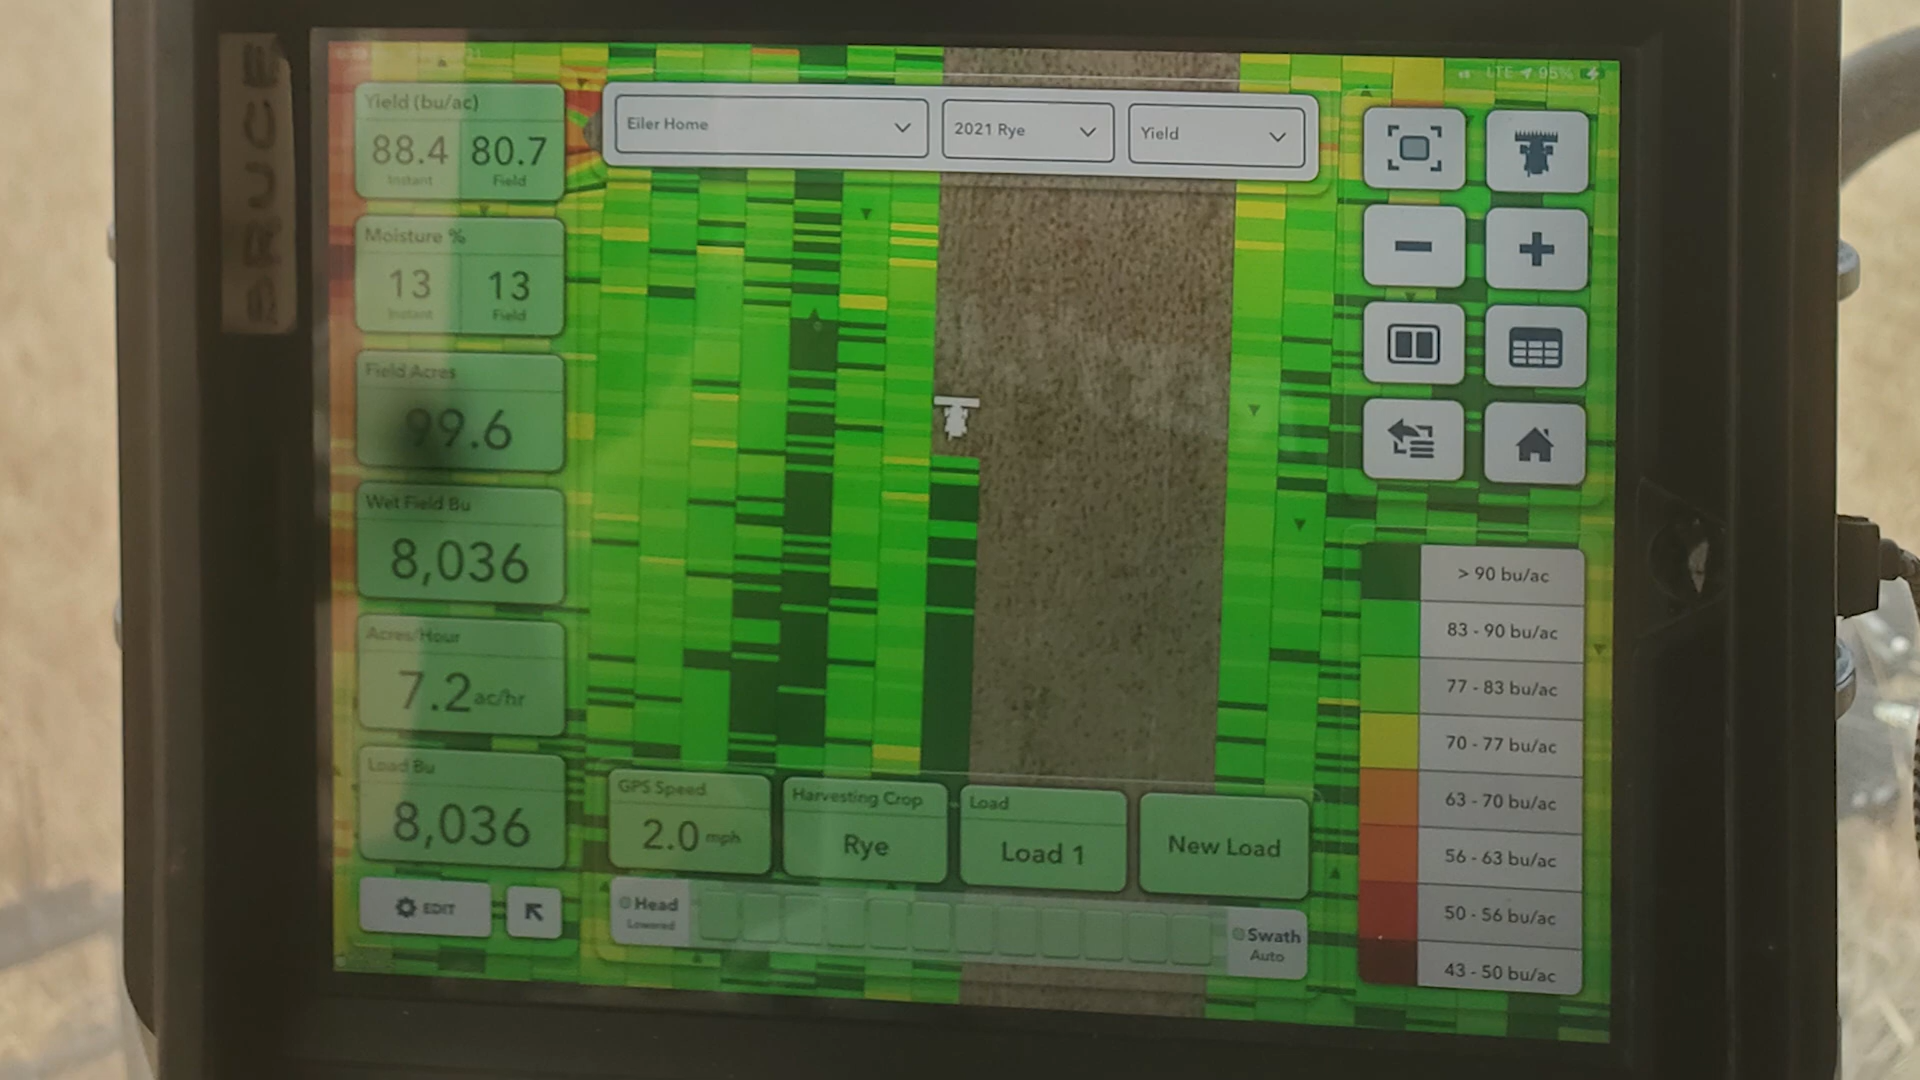 SPRUCE
LTE 95%
Yield (bu/ac)
88.4 80.7
Instant Field
Eiler Home
2021 Rye
Yield
Moisture %
13 13
Instant Field
Field Acres
99.6
Wet Field Bu
8,036
Acres/Hour
7.2 ac/hr
Load Bu
8,036
EDIT
GPS Speed
2.0 mph
Harvesting Crop
Rye
Load
Load 1
New Load
Head
Lowered
Swath
Auto
> 90 bu/ac
83 - 90 bu/ac
77 - 83 bu/ac
70 - 77 bu/ac
63 - 70 bu/ac
56 - 63 bu/ac
50 - 56 bu/ac
43 - 50 bu/ac